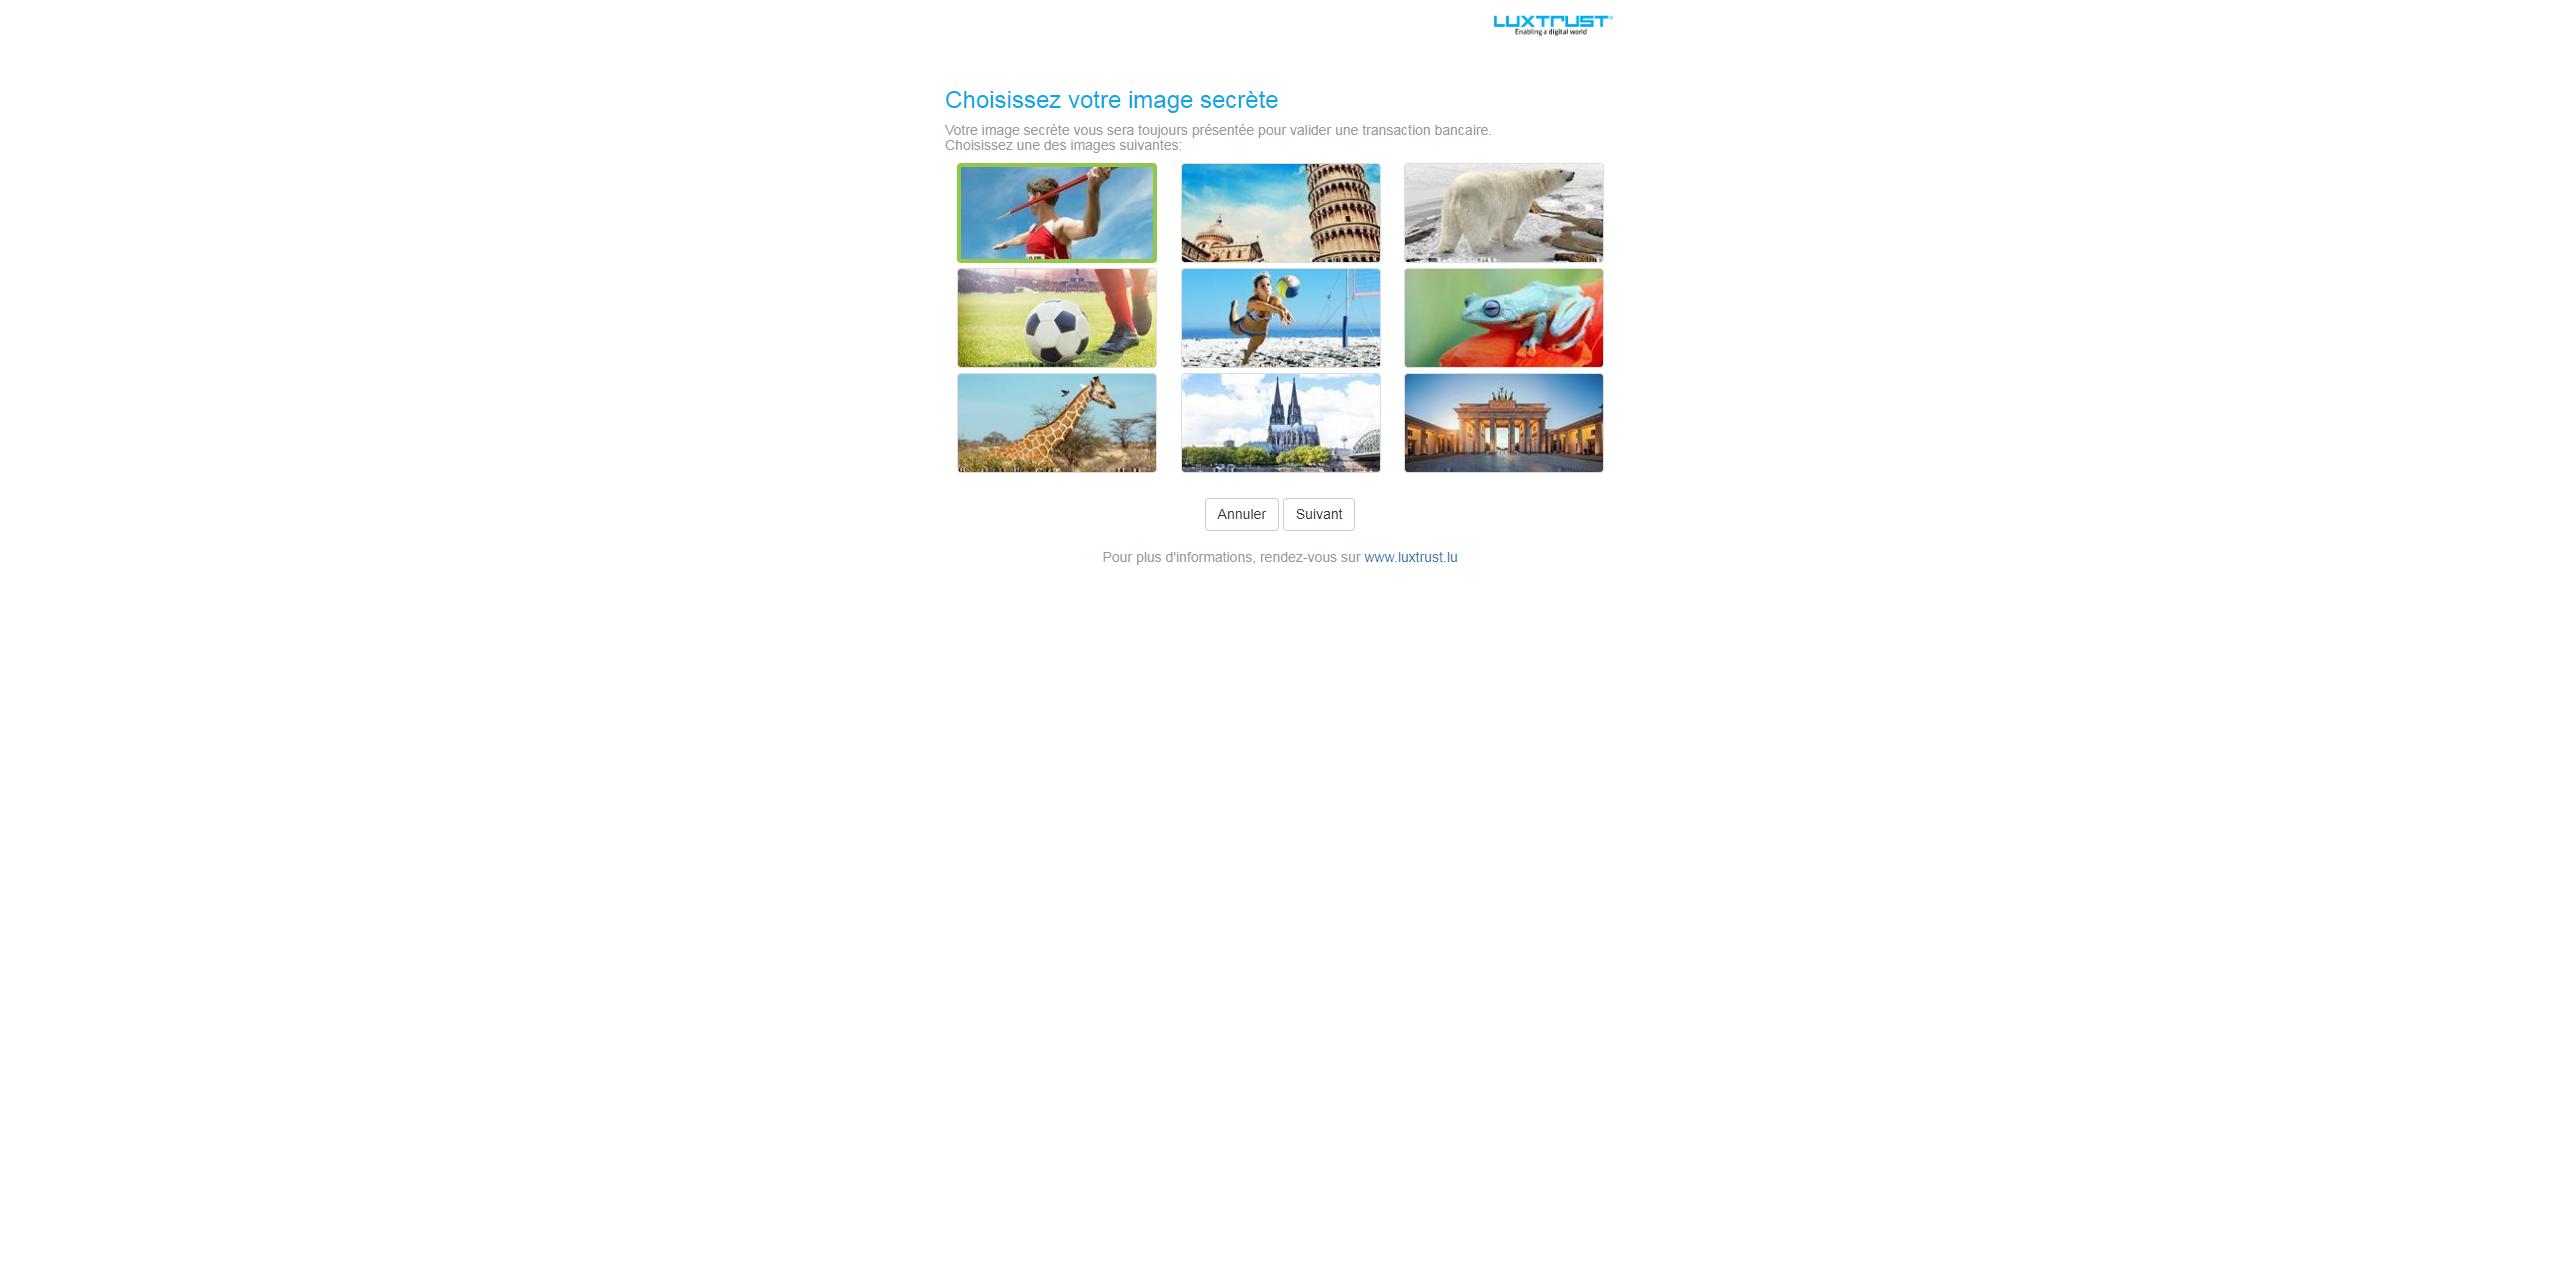 LUXTRUST
Enabling a digital world
Choisissez votre image secrète
Votre image secrète vous sera toujours présentée pour valider une transaction bancaire.
Choisissez une des images suivantes:
Annuler
Suivant
Pour plus d'informations, rendez-vous sur www.luxtrust.lu